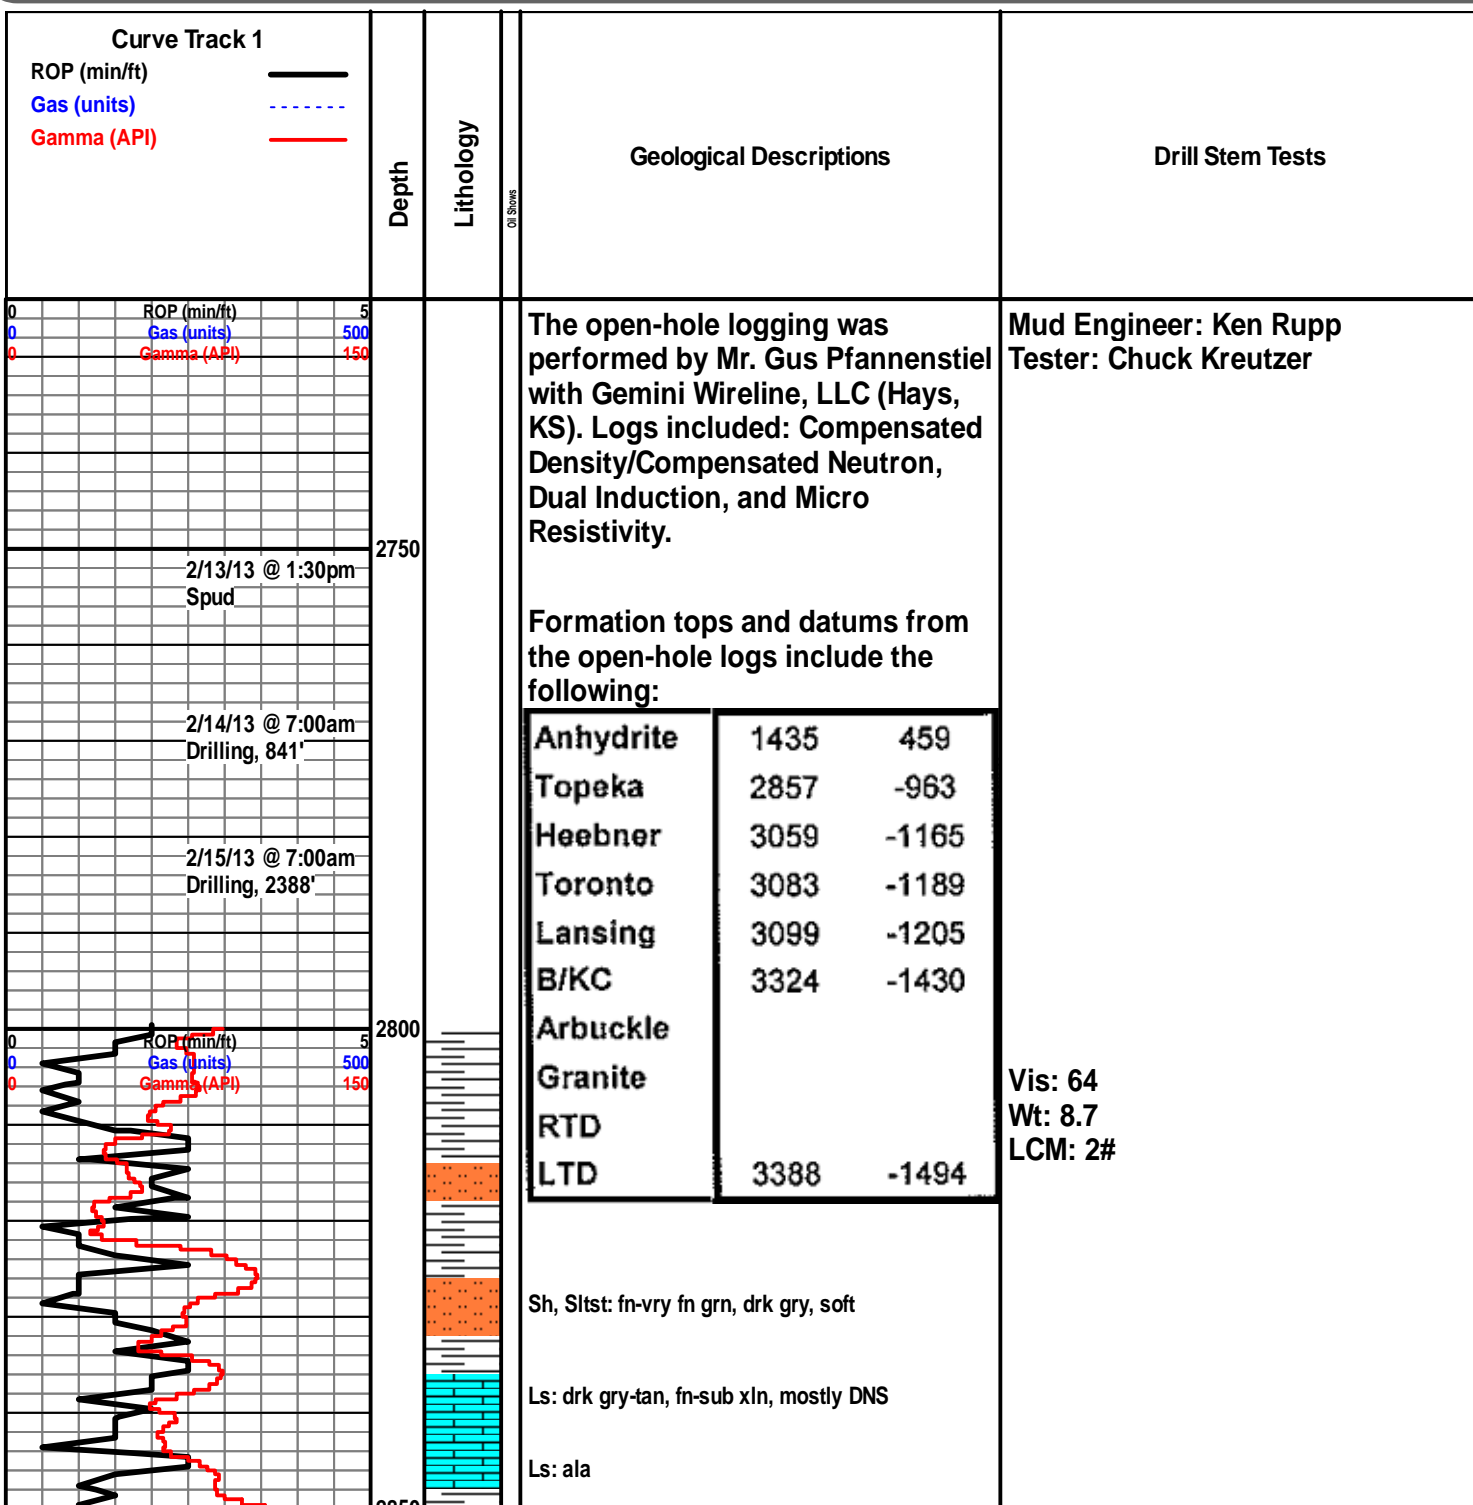 Curve Track 1
ROP (min/ft)
Gas (units)
Gamma (API)
Depth
Lithology
Oil Shows
Geological Descriptions
Drill Stem Tests
0 ROP (min/ft) 5
0 Gas (units) 500
0 Gamma (API) 150
The open-hole logging was
performed by Mr. Gus Pfannenstiel
with Gemini Wireline, LLC (Hays,
KS). Logs included: Compensated
Density/Compensated Neutron,
Dual Induction, and Micro
Resistivity.
Mud Engineer: Ken Rupp
Tester: Chuck Kreutzer
2750
2/13/13 @ 1:30pm
Spud
Formation tops and datums from
the open-hole logs include the
following:
2/14/13 @ 7:00am
Drilling, 841'
2/15/13 @ 7:00am
Drilling, 2388'
Anhydrite 1435 459
Topeka 2857 -963
Heebner 3059 -1165
Toronto 3083 -1189
Lansing 3099 -1205
B/KC 3324 -1430
Arbuckle
Granite
RTD
LTD 3388 -1494
2800
0 ROP (min/ft) 5
0 Gas (units) 500
0 Gamma (API) 150
Vis: 64
Wt: 8.7
LCM: 2#
Sh, Sltst: fn-vry fn grn, drk gry, soft
Ls: drk gry-tan, fn-sub xln, mostly DNS
Ls: ala
2850